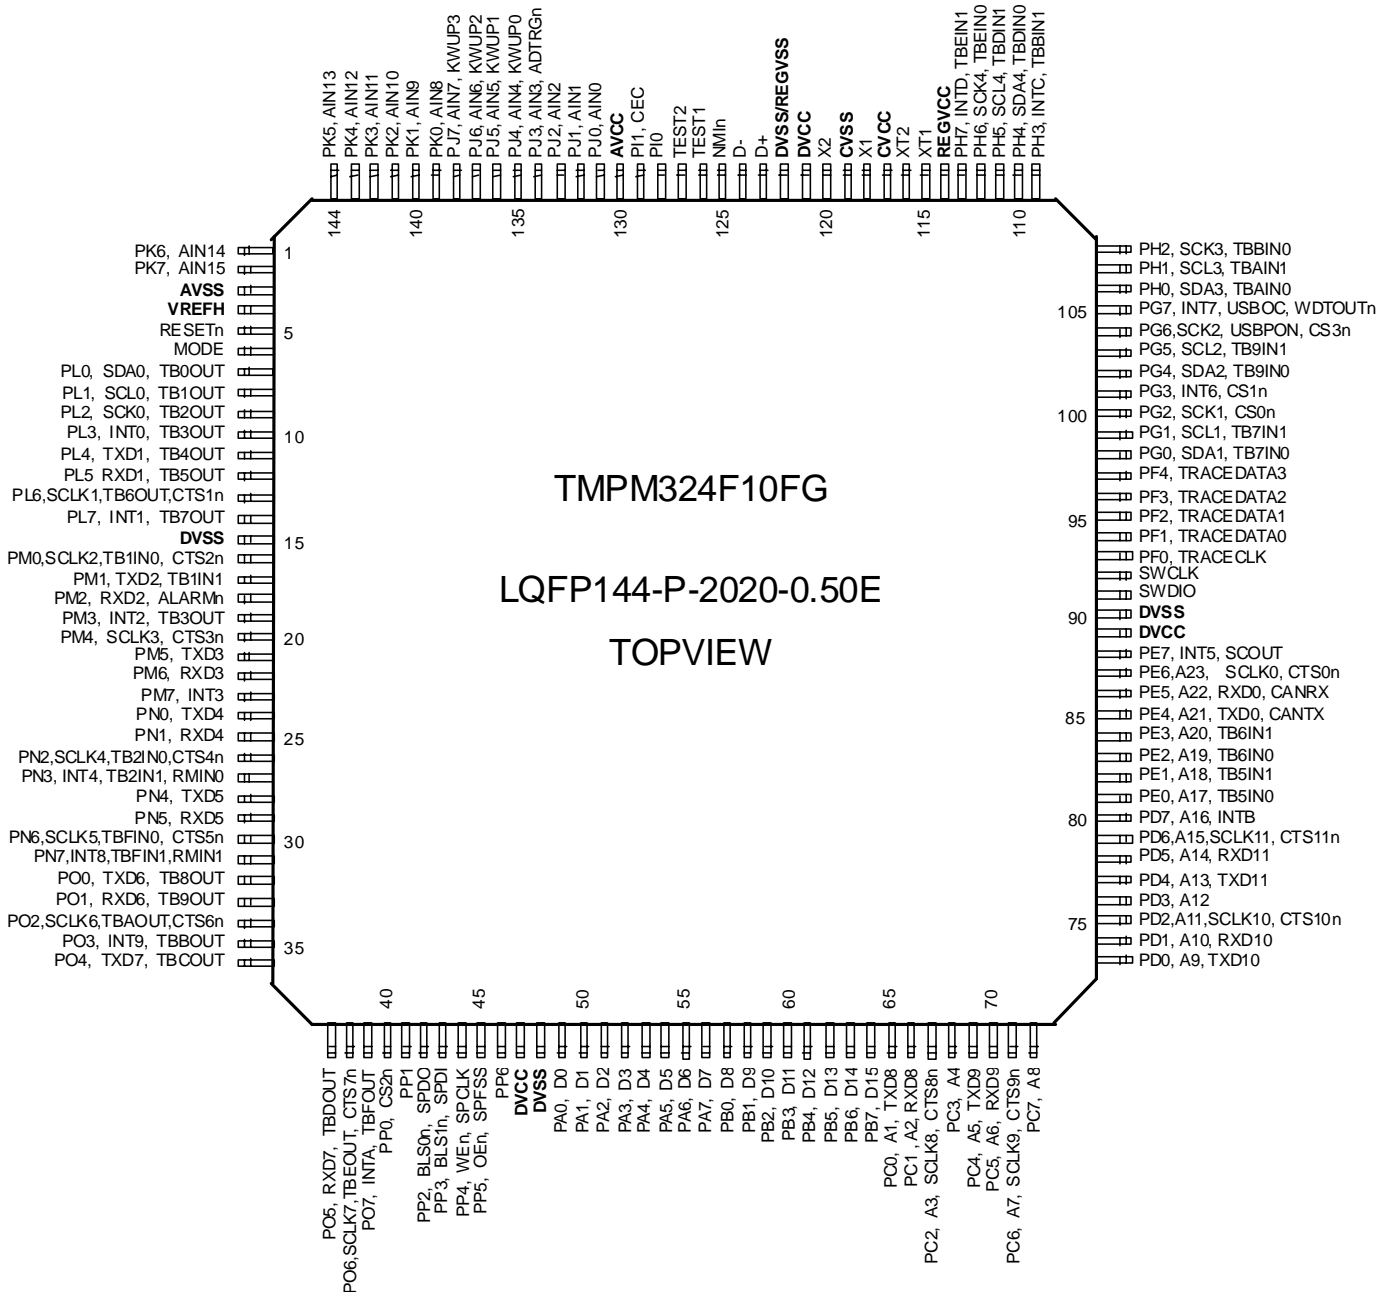 PK5, AIN13
PK4, AIN12
PK3, AIN11
PK2, AIN10
PK1, AIN9
PK0, AIN8
PJ7, AIN7, KWUP3
PJ6, AIN6, KWUP2
PJ5, AIN5, KWUP1
PJ4, AIN4, KWUP0
PJ3, AIN3, ADTRGn
PJ2, AIN2
PJ1, AIN1
PJ0, AIN0
AVCC
PI1, CEC
PI0
TEST2
TEST1
NMIn
D-
D+
DVSS/REGVSS
DVCC
X2
CVSS
X1
CVCC
XT2
XT1
REGVCC
PH7, INTD, TBEIN1
PH6, SCK4, TBEIN0
PH5, SCL4, TBDIN1
PH4, SDA4, TBDIN0
PH3, INTC, TBBIN1
144
140
135
130
125
120
115
110
PK6, AIN14
PK7, AIN15
AVSS
VREFH
RESETn
MODE
PL0, SDA0, TB0OUT
PL1, SCL0, TB1OUT
PL2, SCK0, TB2OUT
PL3, INT0, TB3OUT
PL4, TXD1, TB4OUT
PL5 RXD1, TB5OUT
PL6,SCLK1,TB6OUT,CTS1n
PL7, INT1, TB7OUT
DVSS
PM0,SCLK2,TB1IN0, CTS2n
PM1, TXD2, TB1IN1
PM2, RXD2, ALARMn
PM3, INT2, TB3OUT
PM4, SCLK3, CTS3n
PM5, TXD3
PM6, RXD3
PM7, INT3
PN0, TXD4
PN1, RXD4
PN2,SCLK4,TB2IN0,CTS4n
PN3, INT4, TB2IN1, RMIN0
PN4, TXD5
PN5, RXD5
PN6,SCLK5,TBFIN0, CTS5n
PN7,INT8,TBFIN1,RMIN1
PO0, TXD6, TB8OUT
PO1, RXD6, TB9OUT
PO2,SCLK6,TBAOUT,CTS6n
PO3, INT9, TBBOUT
PO4, TXD7, TBCOUT
1
5
10
15
20
25
30
35
TMPM324F10FG
LQFP144-P-2020-0.50E
TOPVIEW
105
100
95
90
85
80
75
PH2, SCK3, TBBIN0
PH1, SCL3, TBAIN1
PH0, SDA3, TBAIN0
PG7, INT7, USBOC, WDTOUTn
PG6,SCK2, USBPON, CS3n
PG5, SCL2, TB9IN1
PG4, SDA2, TB9IN0
PG3, INT6, CS1n
PG2, SCK1, CS0n
PG1, SCL1, TB7IN1
PG0, SDA1, TB7IN0
PF4, TRACEDATA3
PF3, TRACEDATA2
PF2, TRACEDATA1
PF1, TRACEDATA0
PF0, TRACECLK
SWCLK
SWDIO
DVSS
DVCC
PE7, INT5, SCOUT
PE6,A23, SCLK0, CTS0n
PE5, A22, RXD0, CANRX
PE4, A21, TXD0, CANTX
PE3, A20, TB6IN1
PE2, A19, TB6IN0
PE1, A18, TB5IN1
PE0, A17, TB5IN0
PD7, A16, INTB
PD6,A15,SCLK11, CTS11n
PD5, A14, RXD11
PD4, A13, TXD11
PD3, A12
PD2,A11,SCLK10, CTS10n
PD1, A10, RXD10
PD0, A9, TXD10
40
45
50
55
60
65
70
PO5, RXD7, TBDOUT
PO6,SCLK7,TBEOUT, CTS7n
PO7, INTA, TBFOUT
PP0, CS2n
PP1
PP2, BLS0n, SPDO
PP3, BLS1n, SPDI
PP4, WEn, SPCLK
PP5, OEn, SPFSS
PP6
DVCC
DVSS
PA0, D0
PA1, D1
PA2, D2
PA3, D3
PA4, D4
PA5, D5
PA6, D6
PA7, D7
PB0, D8
PB1, D9
PB2, D10
PB3, D11
PB4, D12
PB5, D13
PB6, D14
PB7, D15
PC0, A1, TXD8
PC1 ,A2, RXD8
PC2, A3, SCLK8, CTS8n
PC3, A4
PC4, A5, TXD9
PC5, A6, RXD9
PC6, A7, SCLK9, CTS9n
PC7, A8